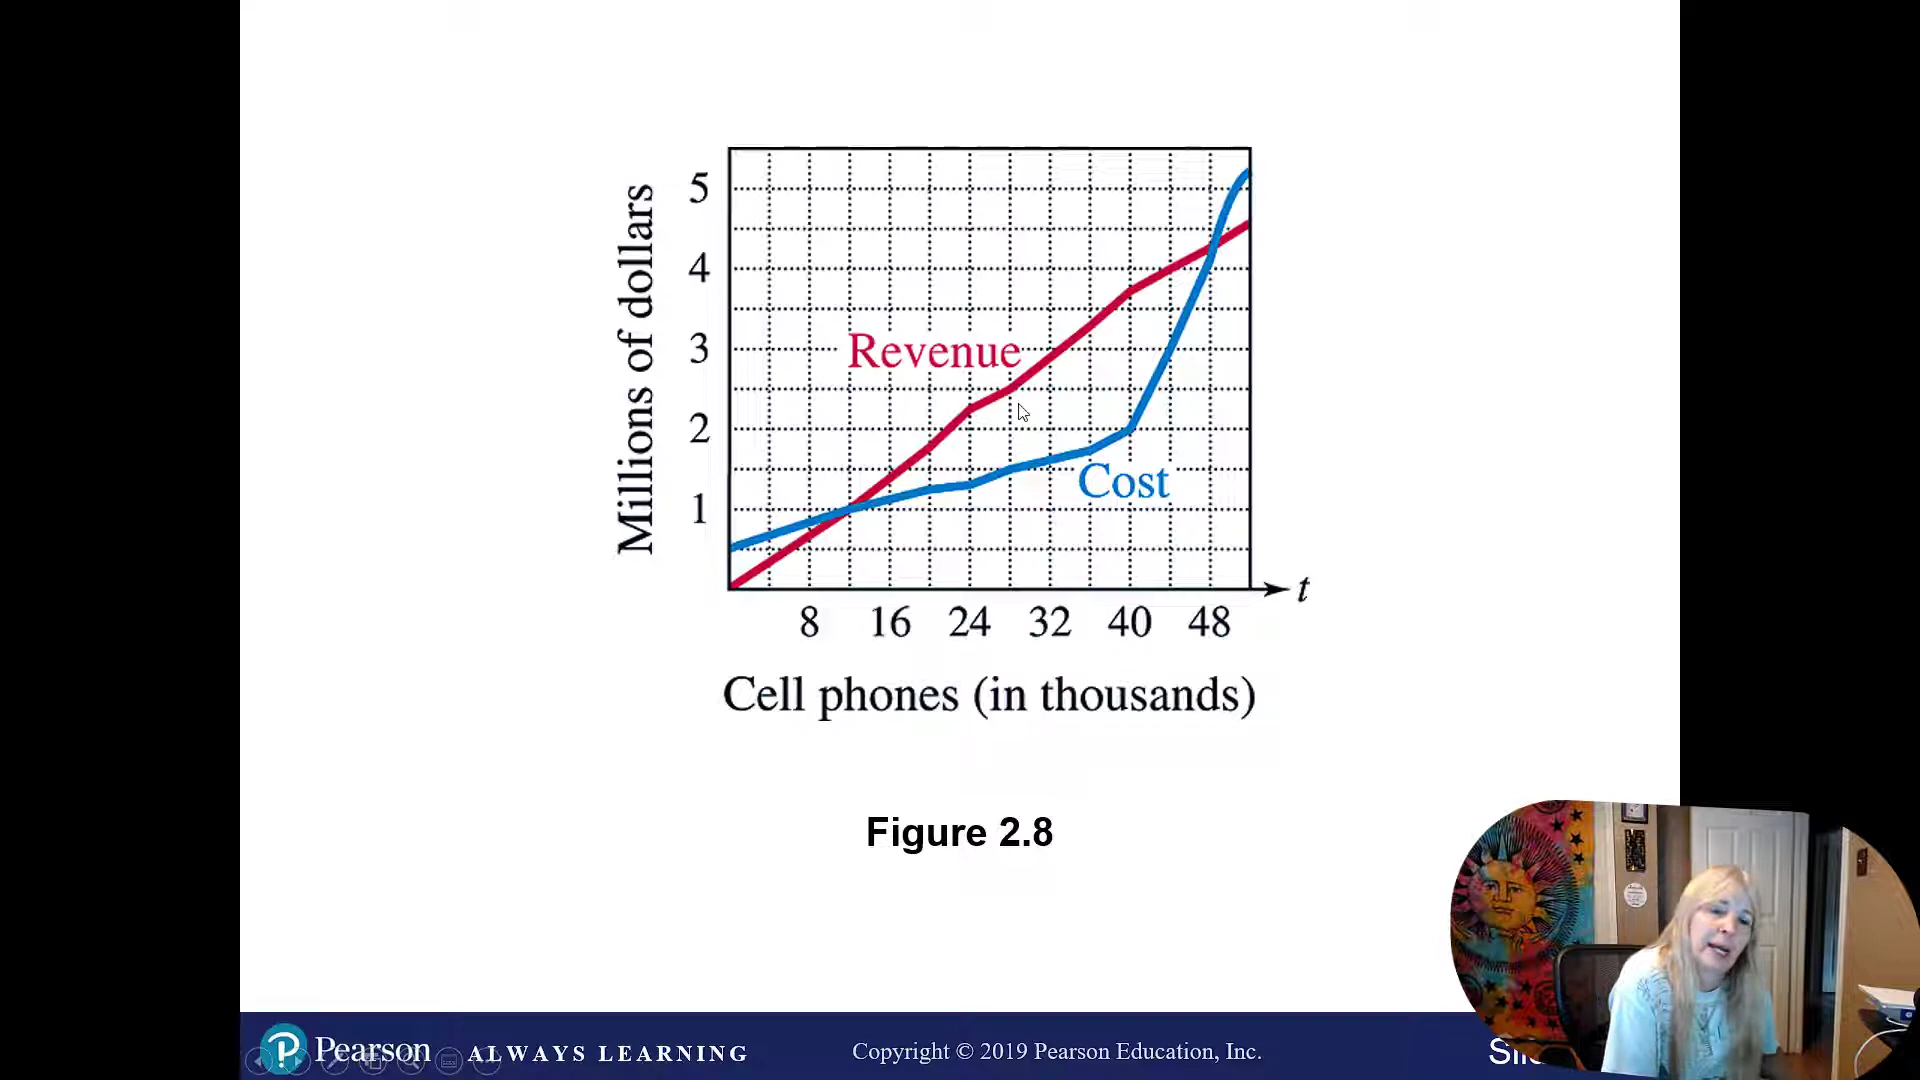 Millions of dollars
5
4
3
2
1
Revenue
Cost
t
8 16 24 32 40 48
Cell phones (in thousands)
Figure 2.8
Pearson ALWAYS LEARNING Copyright © 2019 Pearson Education, Inc.